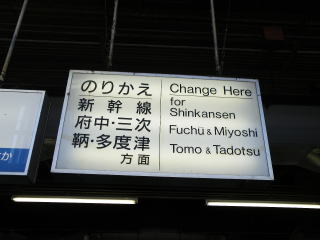 のりかえ
新幹線
府中・三次
鞆・多度津
方面
Change Here
for
Shinkansen
Fuchū & Miyoshi
Tomo & Tadotsu
か